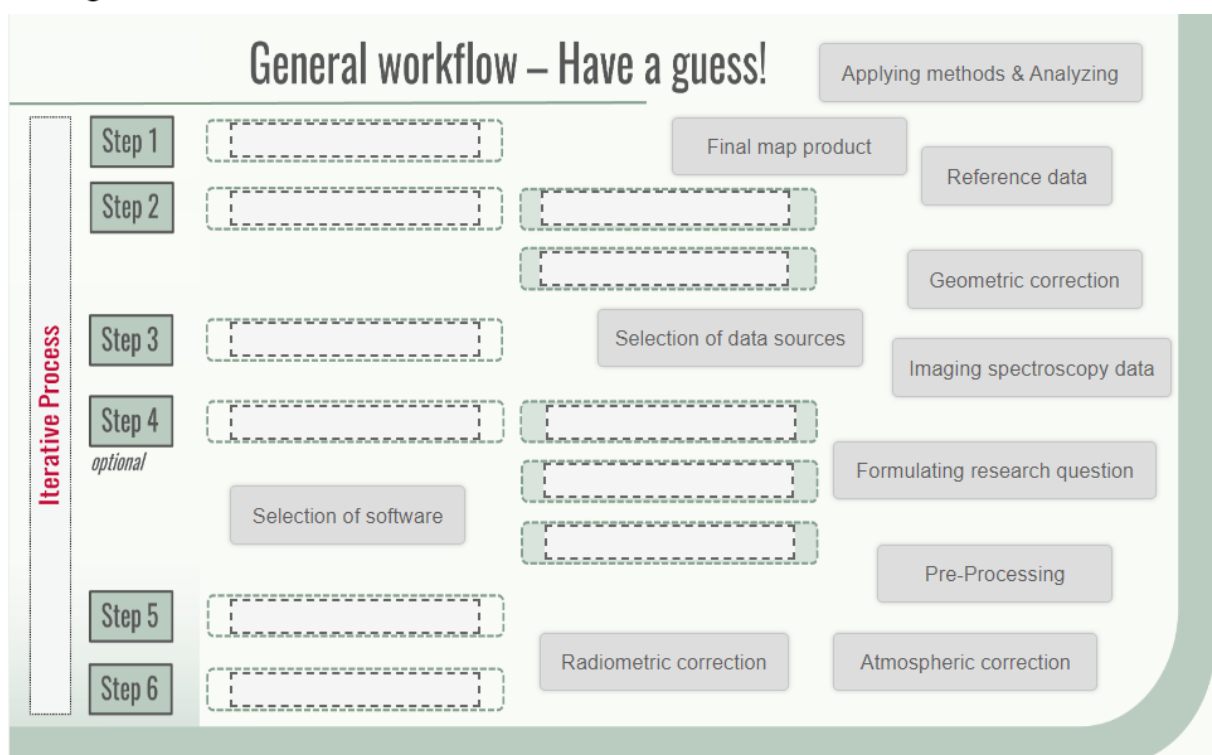 General workflow – Have a guess!
Applying methods & Analyzing
Step 1
Final map product
Reference data
Step 2
Geometric correction
Iterative Process
Step 3
Selection of data sources
Imaging spectroscopy data
Step 4
optional
Formulating research question
Selection of software
Pre-Processing
Step 5
Radiometric correction
Atmospheric correction
Step 6